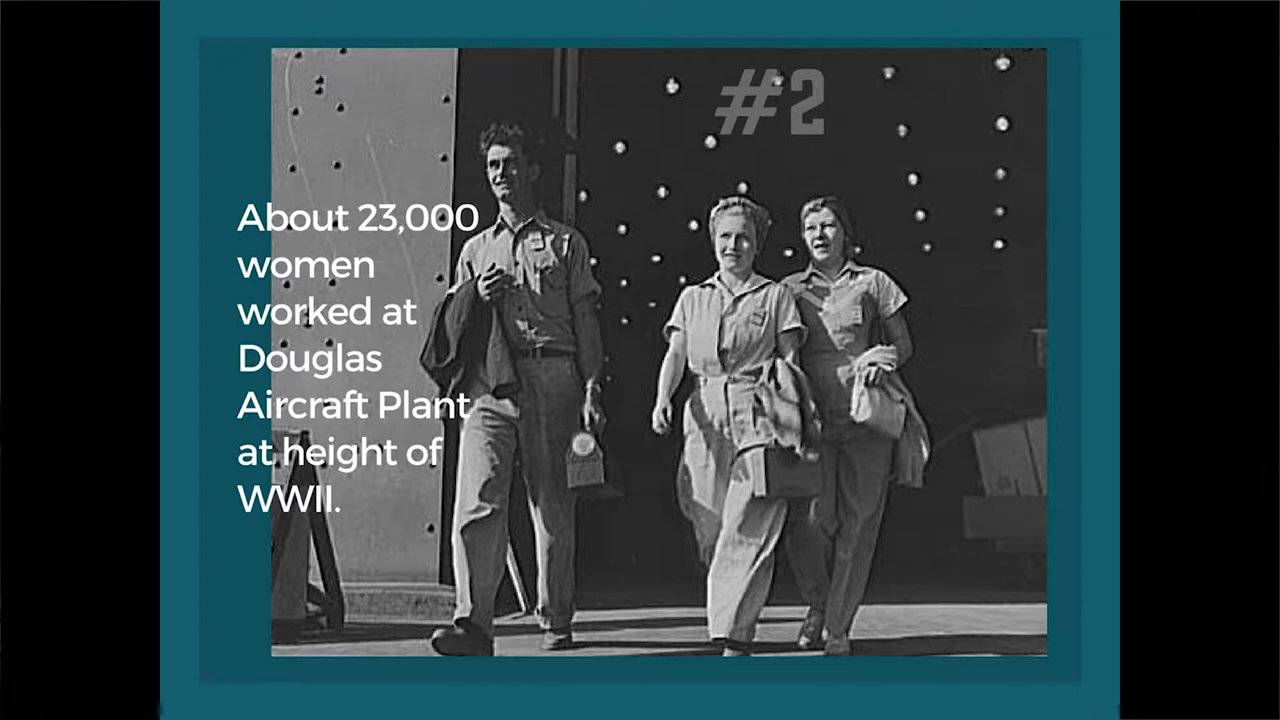 #2
About 23,000
women
worked at
Douglas
Aircraft Plant
at height of
WWII.